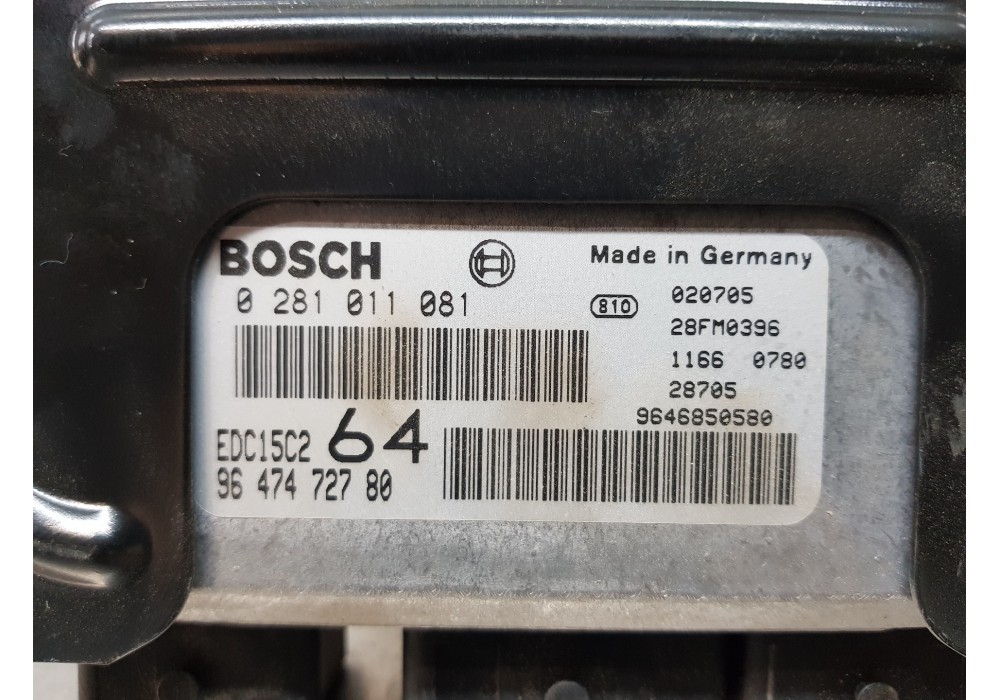 BOSCH
Made in Germany
0 281 011 081
810
020705
28FM0396
1166 0780
28705
9646850580
EDC15C2 64
96 474 727 80